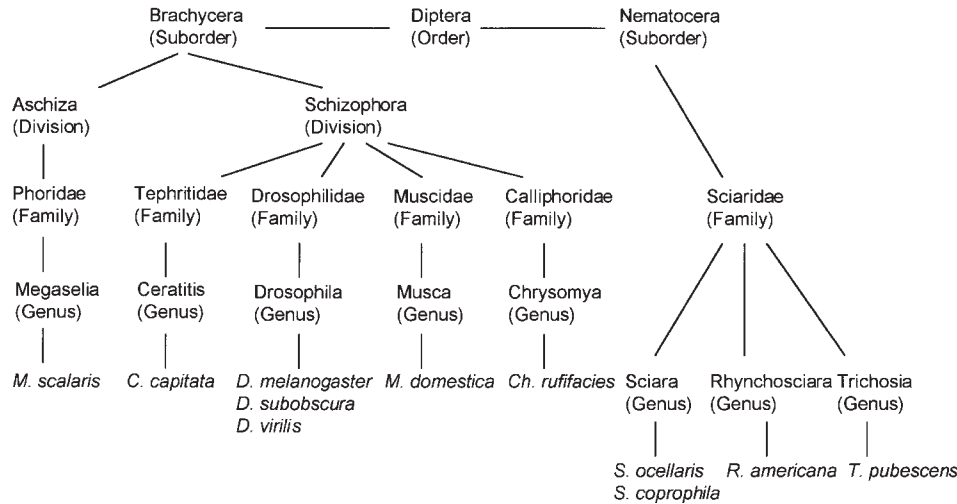 Brachycera Diptera Nematocera
(Suborder) (Order) (Suborder)
Aschiza Schizophora
(Division) (Division)
Phoridae Tephritidae Drosophilidae Muscidae Calliphoridae Sciaridae
(Family) (Family) (Family) (Family) (Family) (Family)
Megaselia Ceratitis Drosophila Musca Chrysomya
(Genus) (Genus) (Genus) (Genus) (Genus)
M. scalaris C. capitata D. melanogaster M. domestica Ch. rufifacies Sciara Rhynchosciara Trichosia
D. subobscura (Genus) (Genus) (Genus)
D. virilis
S. ocellaris R. americana T. pubescens
S. coprophila